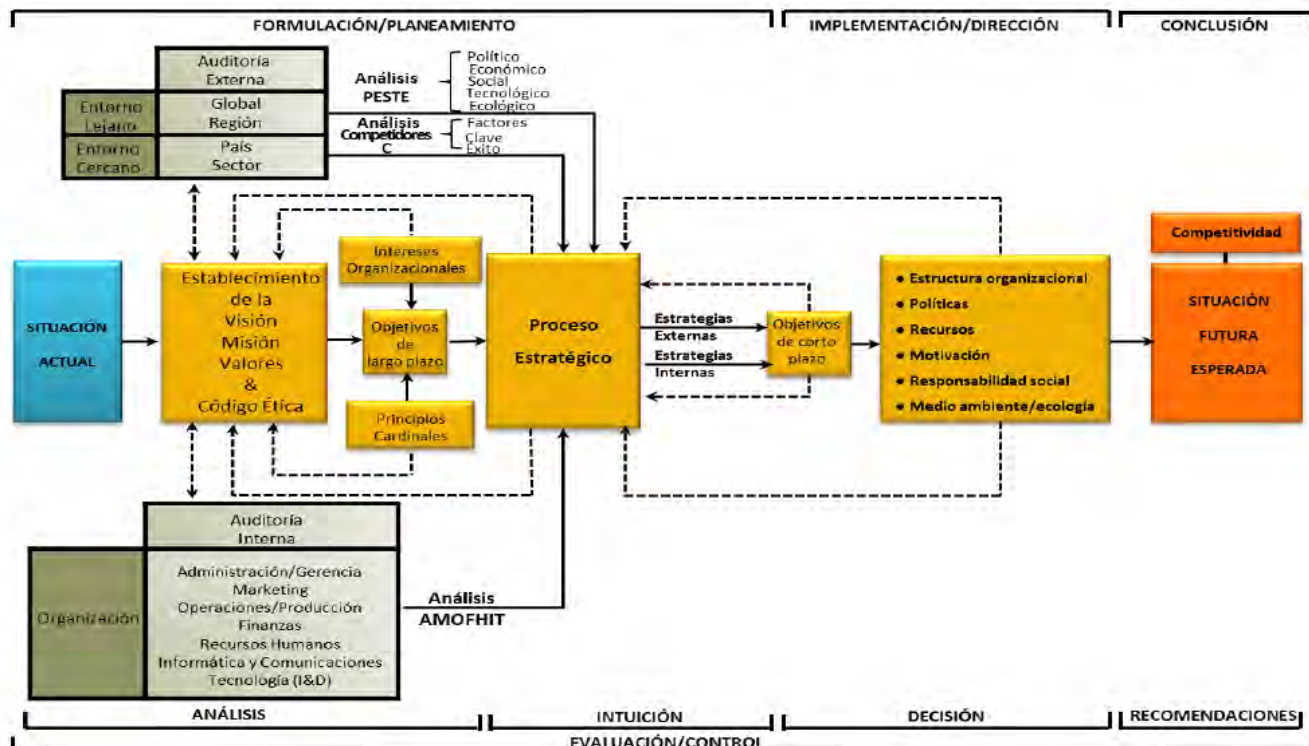 FORMULACIÓN/PLANEAMIENTO
IMPLEMENTACIÓN/DIRECCIÓN
CONCLUSIÓN
Auditoría
Externa
Entorno
Lejano
Global
Región
Entorno
Cercano
País
Sector
Análisis
PESTE
Político
Económico
Social
Tecnológico
Ecológico
Análisis
Competidores
C
Factores
Clave
Éxito
SITUACIÓN
ACTUAL
Establecimiento
de la
Visión
Misión
Valores
&
Código Ética
Intereses
Organizacionales
Objetivos
de
largo plazo
Principios
Cardinales
Proceso
Estratégico
Estrategias
Externas
Estrategias
Internas
Objetivos
de corto
plazo
● Estructura organizacional
● Políticas
● Recursos
● Motivación
● Responsabilidad social
● Medio ambiente/ecología
Competitividad
SITUACIÓN
FUTURA
ESPERADA
Auditoría
Interna
Organización
Administración/Gerencia
Marketing
Operaciones/Producción
Finanzas
Recursos Humanos
Informática y Comunicaciones
Tecnología (I&D)
Análisis
AMOFHIT
ANÁLISIS
INTUICIÓN
DECISIÓN
RECOMENDACIONES
EVALUACIÓN/CONTROL